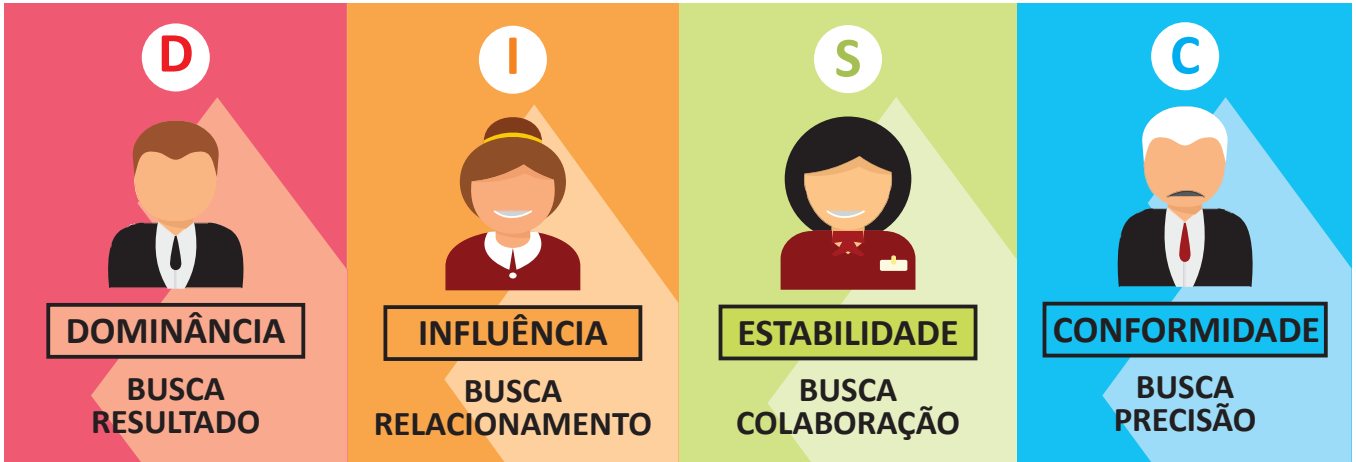 D
DOMINÂNCIA
BUSCA
RESULTADO
I
INFLUÊNCIA
BUSCA
RELACIONAMENTO
S
ESTABILIDADE
BUSCA
COLABORAÇÃO
C
CONFORMIDADE
BUSCA
PRECISÃO